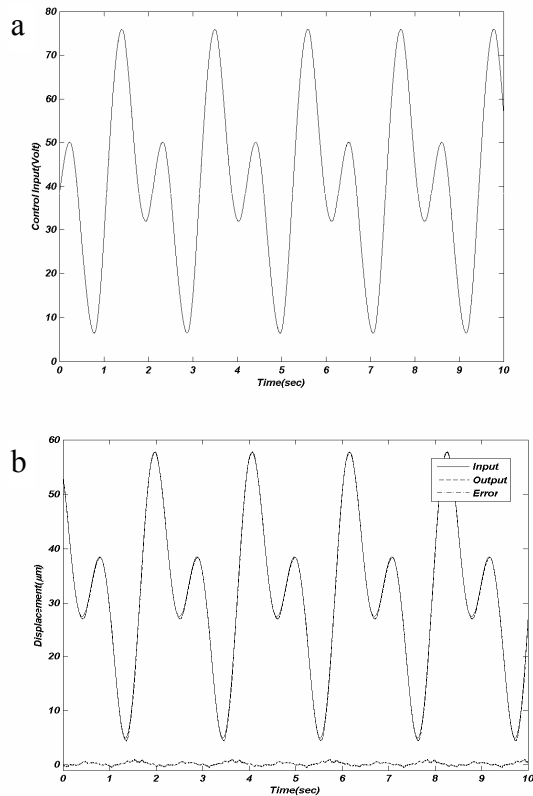 a
80
70
60
50
40
30
20
10
0
Control Input(Volt)
0 1 2 3 4 5 6 7 8 9 10
Time(sec)
b
60
50
40
30
20
10
0
Displacement(μm)
Input
Output
Error
0 1 2 3 4 5 6 7 8 9 10
Time(sec)